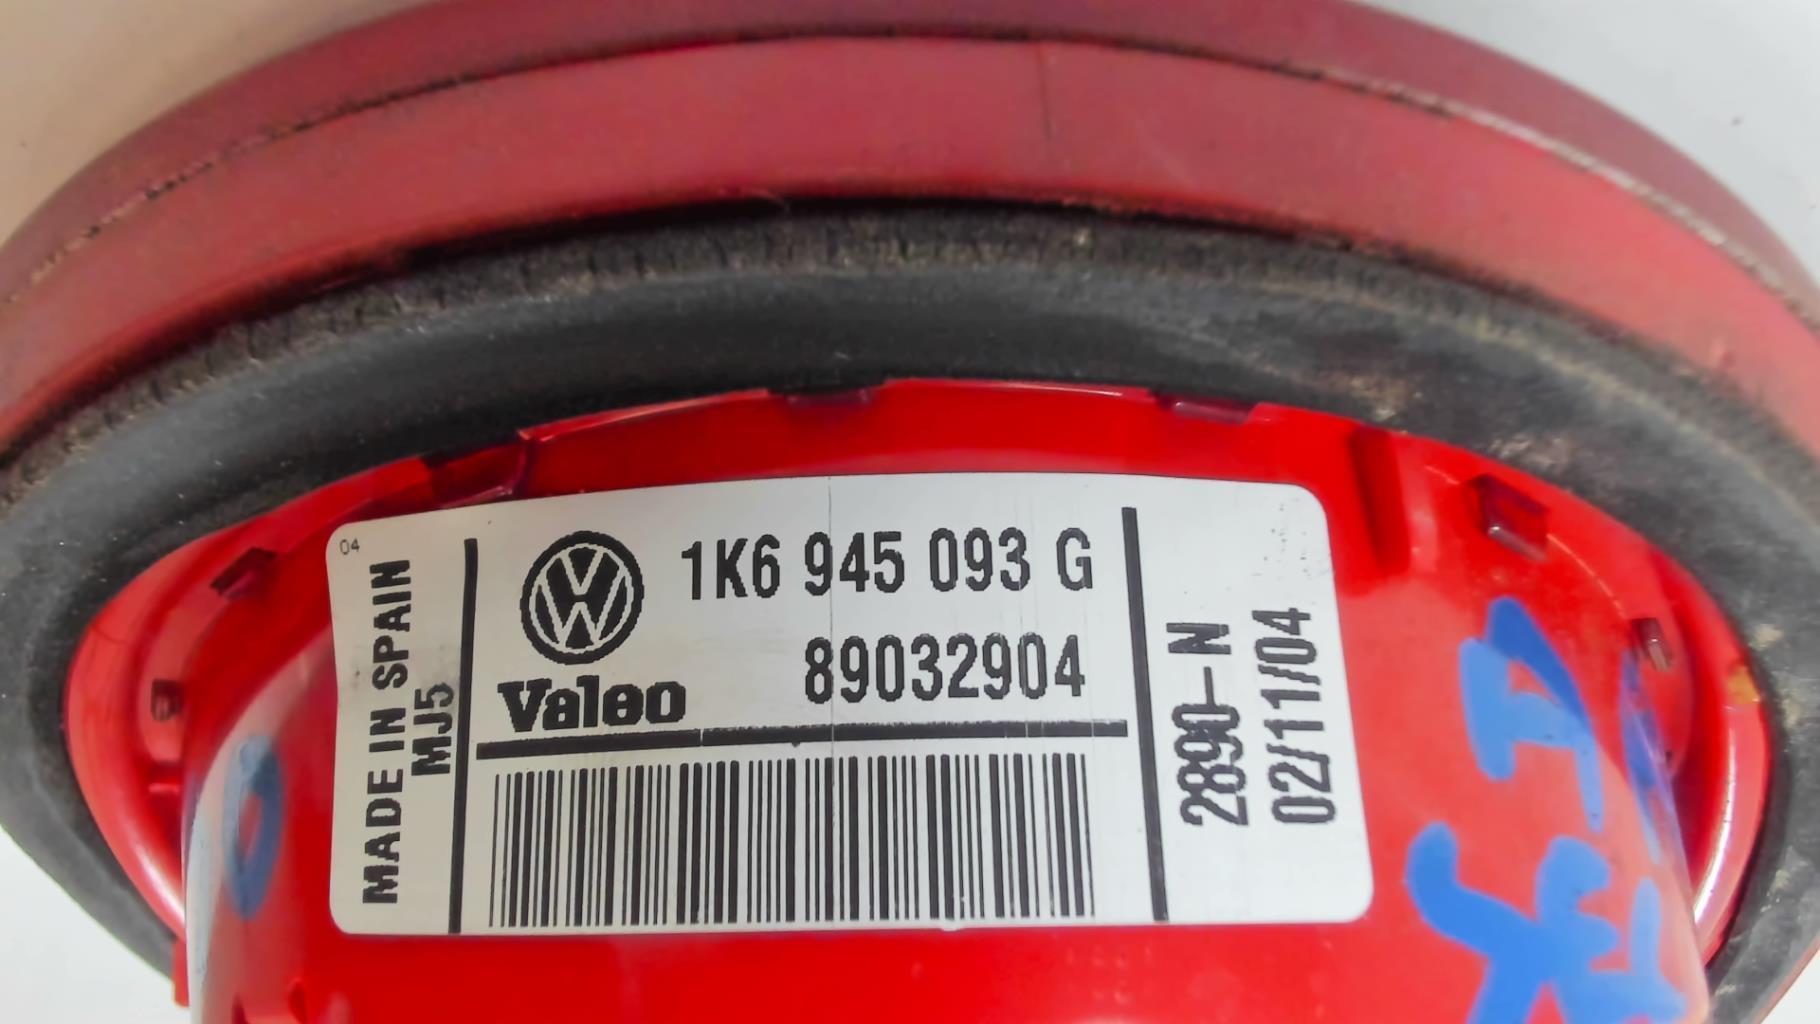 04
MADE IN SPAIN
MJ5
1K6 945 093 G
89032904
Valeo
2890-N
02/11/04